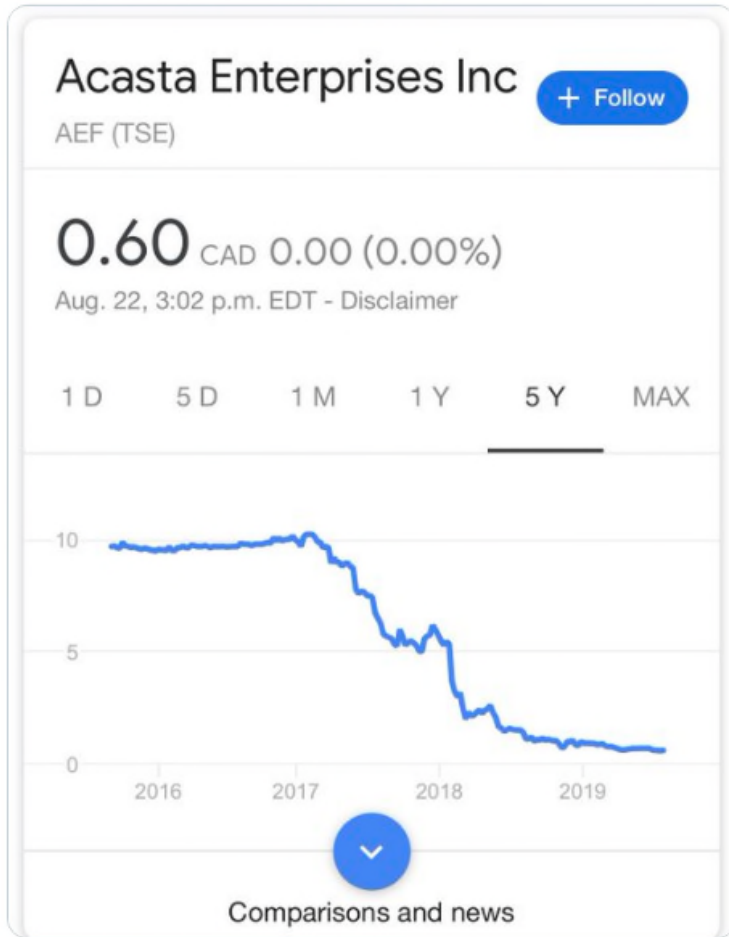 Acasta Enterprises Inc
+ Follow
AEF (TSE)
0.60 CAD 0.00 (0.00%)
Aug. 22, 3:02 p.m. EDT - Disclaimer
1 D 5 D 1 M 1 Y 5 Y MAX
10
5
0
2016 2017 2018 2019
Comparisons and news